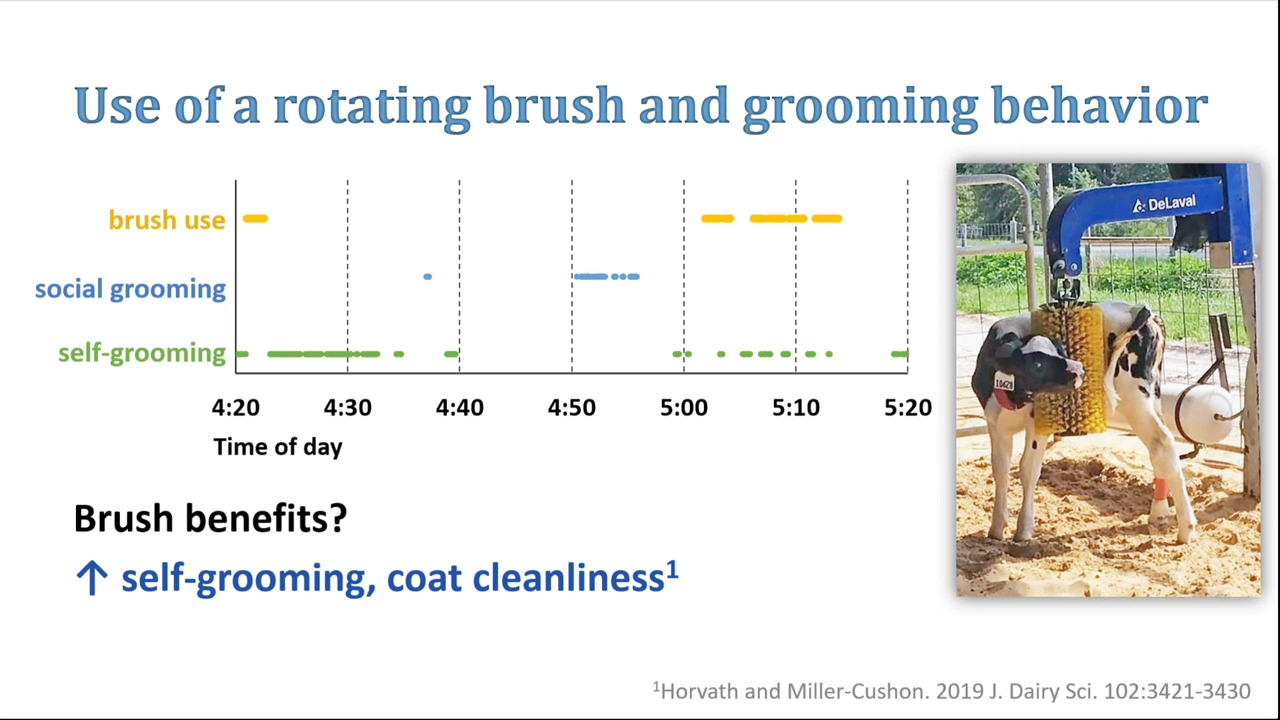 Use of a rotating brush and grooming behavior
brush use
social grooming
self-grooming
4:20 4:30 4:40 4:50 5:00 5:10 5:20
Time of day
DeLaval
10628
Brush benefits?
↑ self-grooming, coat cleanliness¹
¹Horvath and Miller-Cushon. 2019 J. Dairy Sci. 102:3421-3430